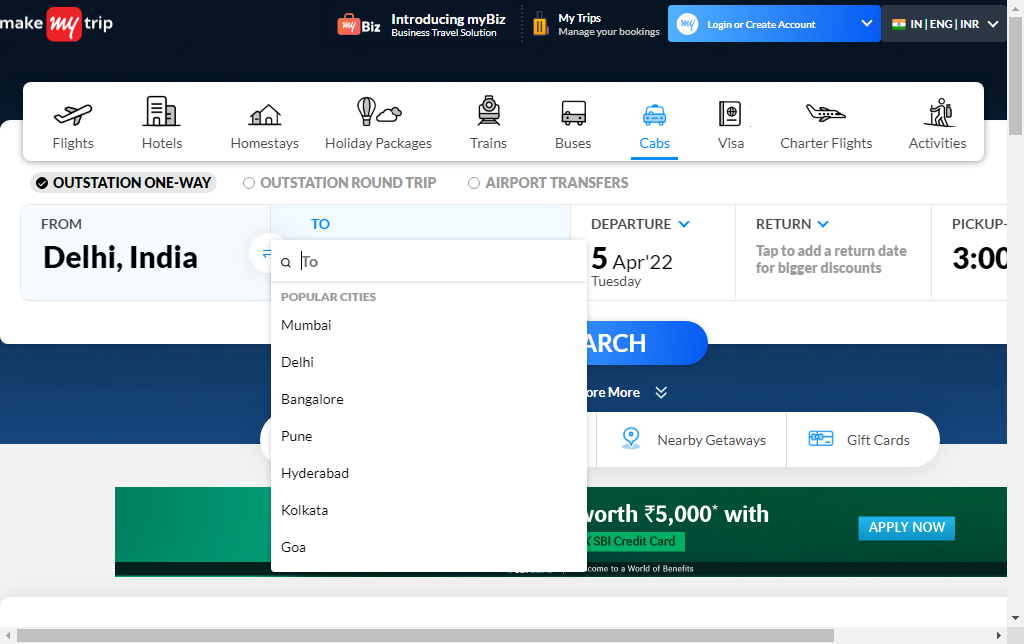 make my trip
myBiz
Introducing myBiz
Business Travel Solution
My Trips
Manage your bookings
my
Login or Create Account
IN | ENG | INR
Flights
Hotels
Homestays
Holiday Packages
Trains
Buses
Cabs
Visa
Charter Flights
Activities
OUTSTATION ONE-WAY
OUTSTATION ROUND TRIP
AIRPORT TRANSFERS
FROM
Delhi, India
TO
DEPARTURE
5 Apr'22
Tuesday
RETURN
Tap to add a return date
for bigger discounts
PICKUP-
3:00
To
POPULAR CITIES
Mumbai
Delhi
Bangalore
Pune
Hyderabad
Kolkata
Goa
ARCH
ore More
Nearby Getaways
Gift Cards
worth ₹5,000* with
SBI Credit Card
APPLY NOW
come to a World of Benefits